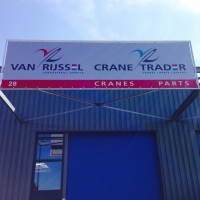 VAN RIJSSEL CRANE TRADER
28 CRANES PARTS